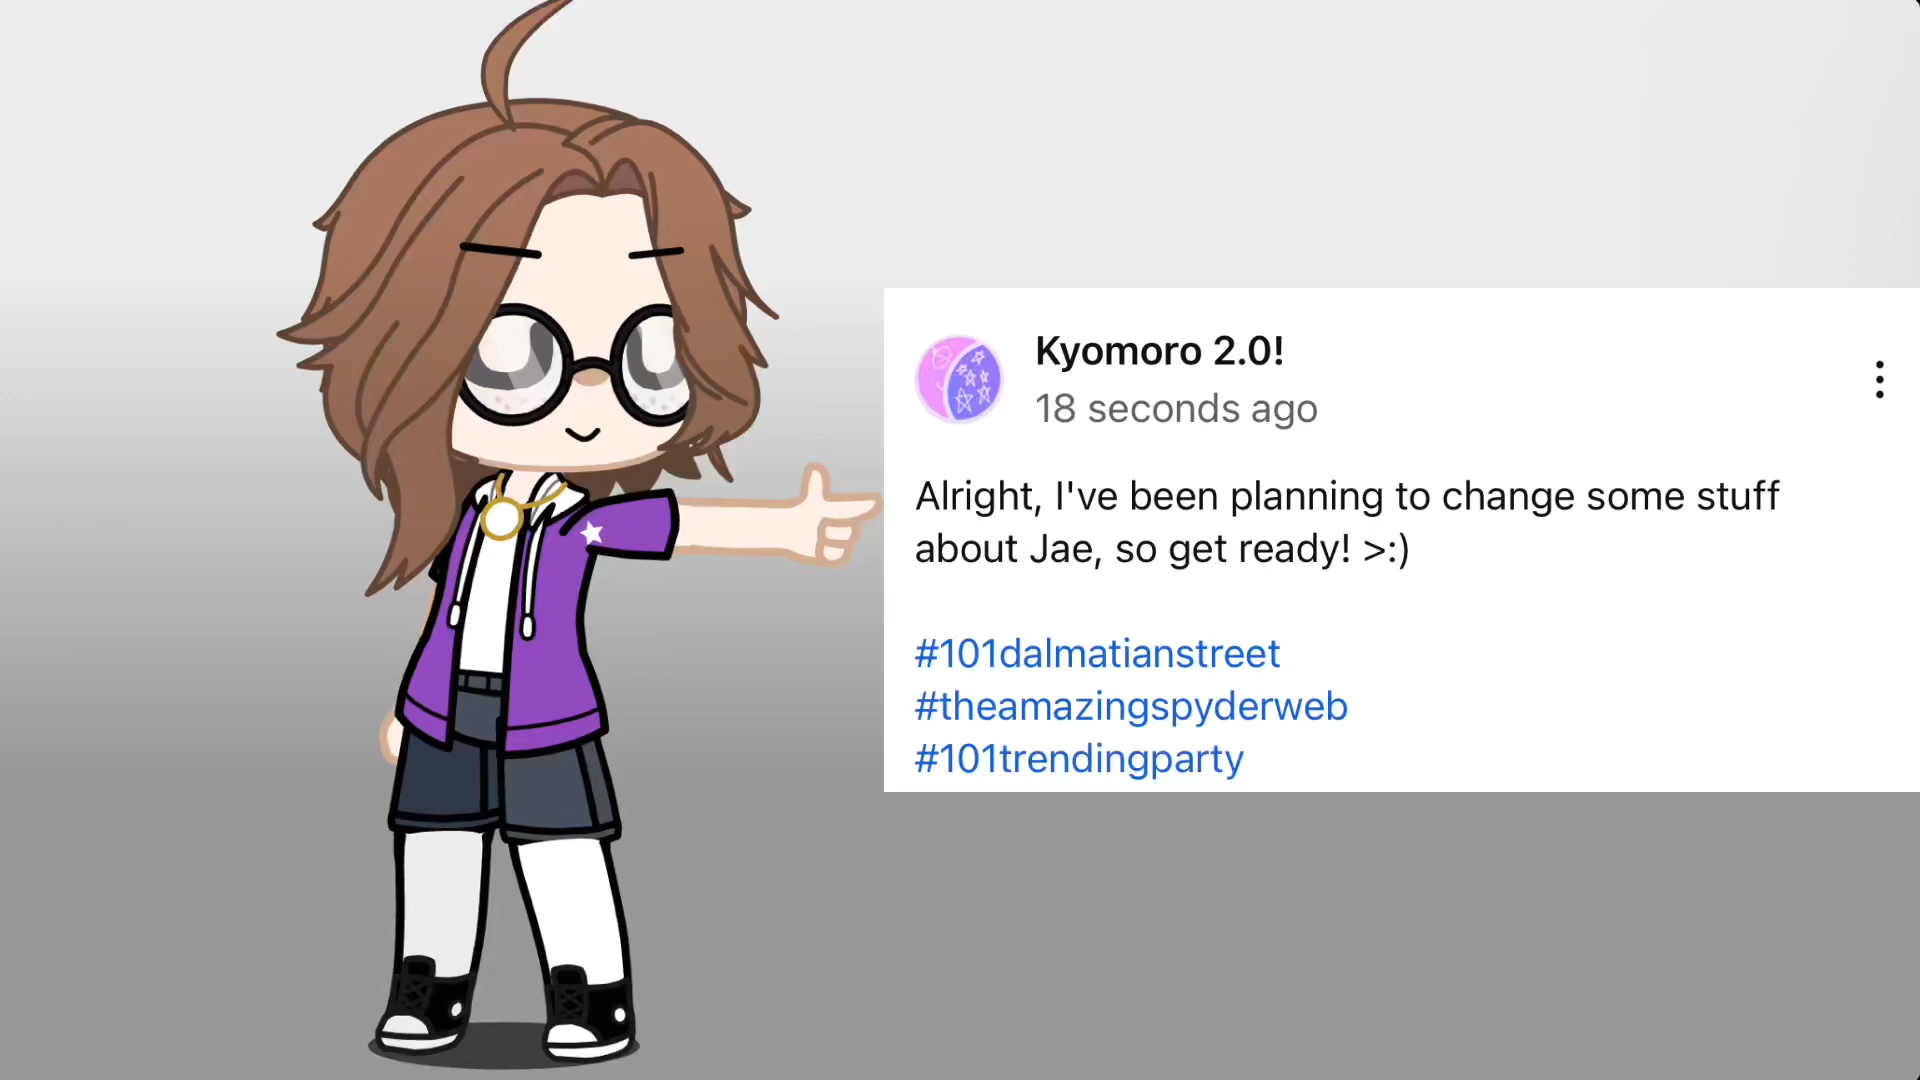 Kyomoro 2.0!
18 seconds ago
Alright, I've been planning to change some stuff
about Jae, so get ready! >:)
#101dalmatianstreet
#theamazingspyderweb
#101trendingparty